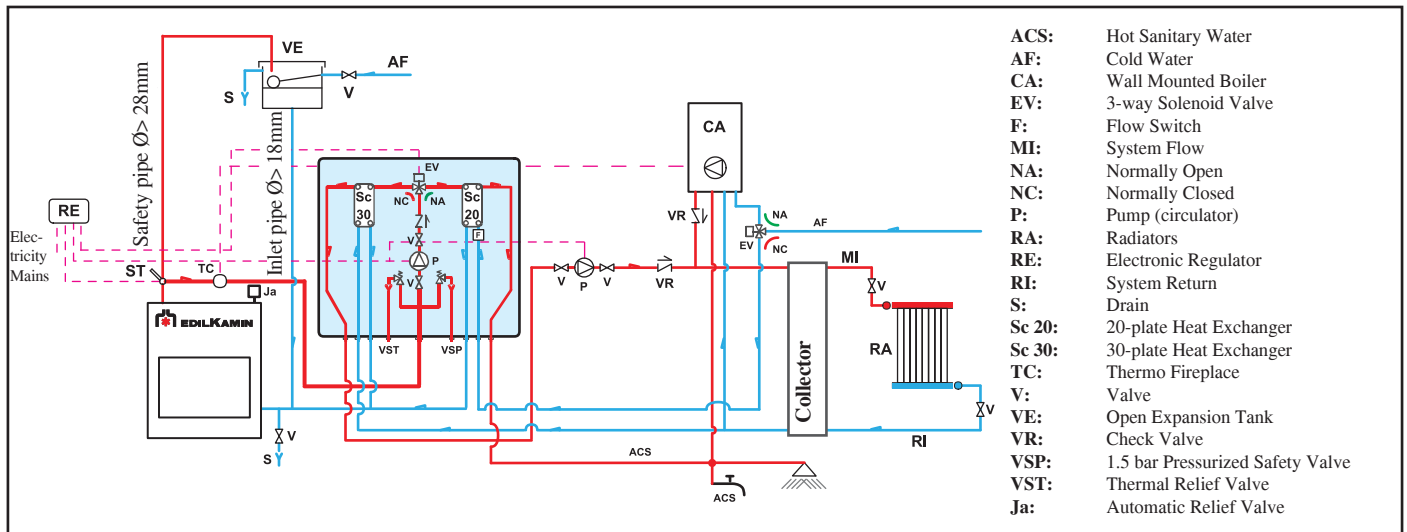 VE
AF
S
V
Safety pipe Ø> 28mm
Inlet pipe Ø> 18mm
RE
Elec-
tricity
Mains
ST
TC
Ja
EDILKAMIN
V
S
EV
Sc
30
NC
NA
Sc
20
F
V
P
V
VST
VSP
CA
VR
NA
EV
NC
AF
V
P
V
VR
MI
V
RA
V
Collector
RI
ACS
ACS
ACS: Hot Sanitary Water
AF: Cold Water
CA: Wall Mounted Boiler
EV: 3-way Solenoid Valve
F: Flow Switch
MI: System Flow
NA: Normally Open
NC: Normally Closed
P: Pump (circulator)
RA: Radiators
RE: Electronic Regulator
RI: System Return
S: Drain
Sc 20: 20-plate Heat Exchanger
Sc 30: 30-plate Heat Exchanger
TC: Thermo Fireplace
V: Valve
VE: Open Expansion Tank
VR: Check Valve
VSP: 1.5 bar Pressurized Safety Valve
VST: Thermal Relief Valve
Ja: Automatic Relief Valve